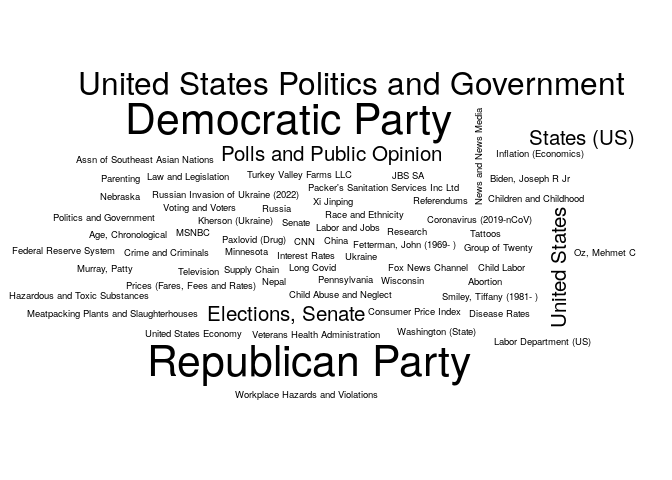 United States Politics and Government
Democratic Party
News and News Media
States (US)
Polls and Public Opinion
Inflation (Economics)
Assn of Southeast Asian Nations
Parenting
Law and Legislation
Turkey Valley Farms LLC
JBS SA
Biden, Joseph R Jr
Packer's Sanitation Services Inc Ltd
Nebraska
Russian Invasion of Ukraine (2022)
Xi Jinping
Referendums
Children and Childhood
Voting and Voters
Russia
Race and Ethnicity
Politics and Government
Kherson (Ukraine)
Senate
Coronavirus (2019-nCoV)
Labor and Jobs
Age, Chronological
MSNBC
Research
Tattoos
United States
Paxlovid (Drug)
CNN
China
Fetterman, John (1969- )
Group of Twenty
Federal Reserve System
Crime and Criminals
Minnesota
Interest Rates
Ukraine
Oz, Mehmet C
Murray, Patty
Television
Supply Chain
Long Covid
Fox News Channel
Child Labor
Prices (Fares, Fees and Rates)
Nepal
Pennsylvania
Wisconsin
Abortion
Hazardous and Toxic Substances
Child Abuse and Neglect
Smiley, Tiffany (1981- )
Meatpacking Plants and Slaughterhouses
Elections, Senate
Consumer Price Index
Disease Rates
United States Economy
Veterans Health Administration
Washington (State)
Labor Department (US)
Republican Party
Workplace Hazards and Violations